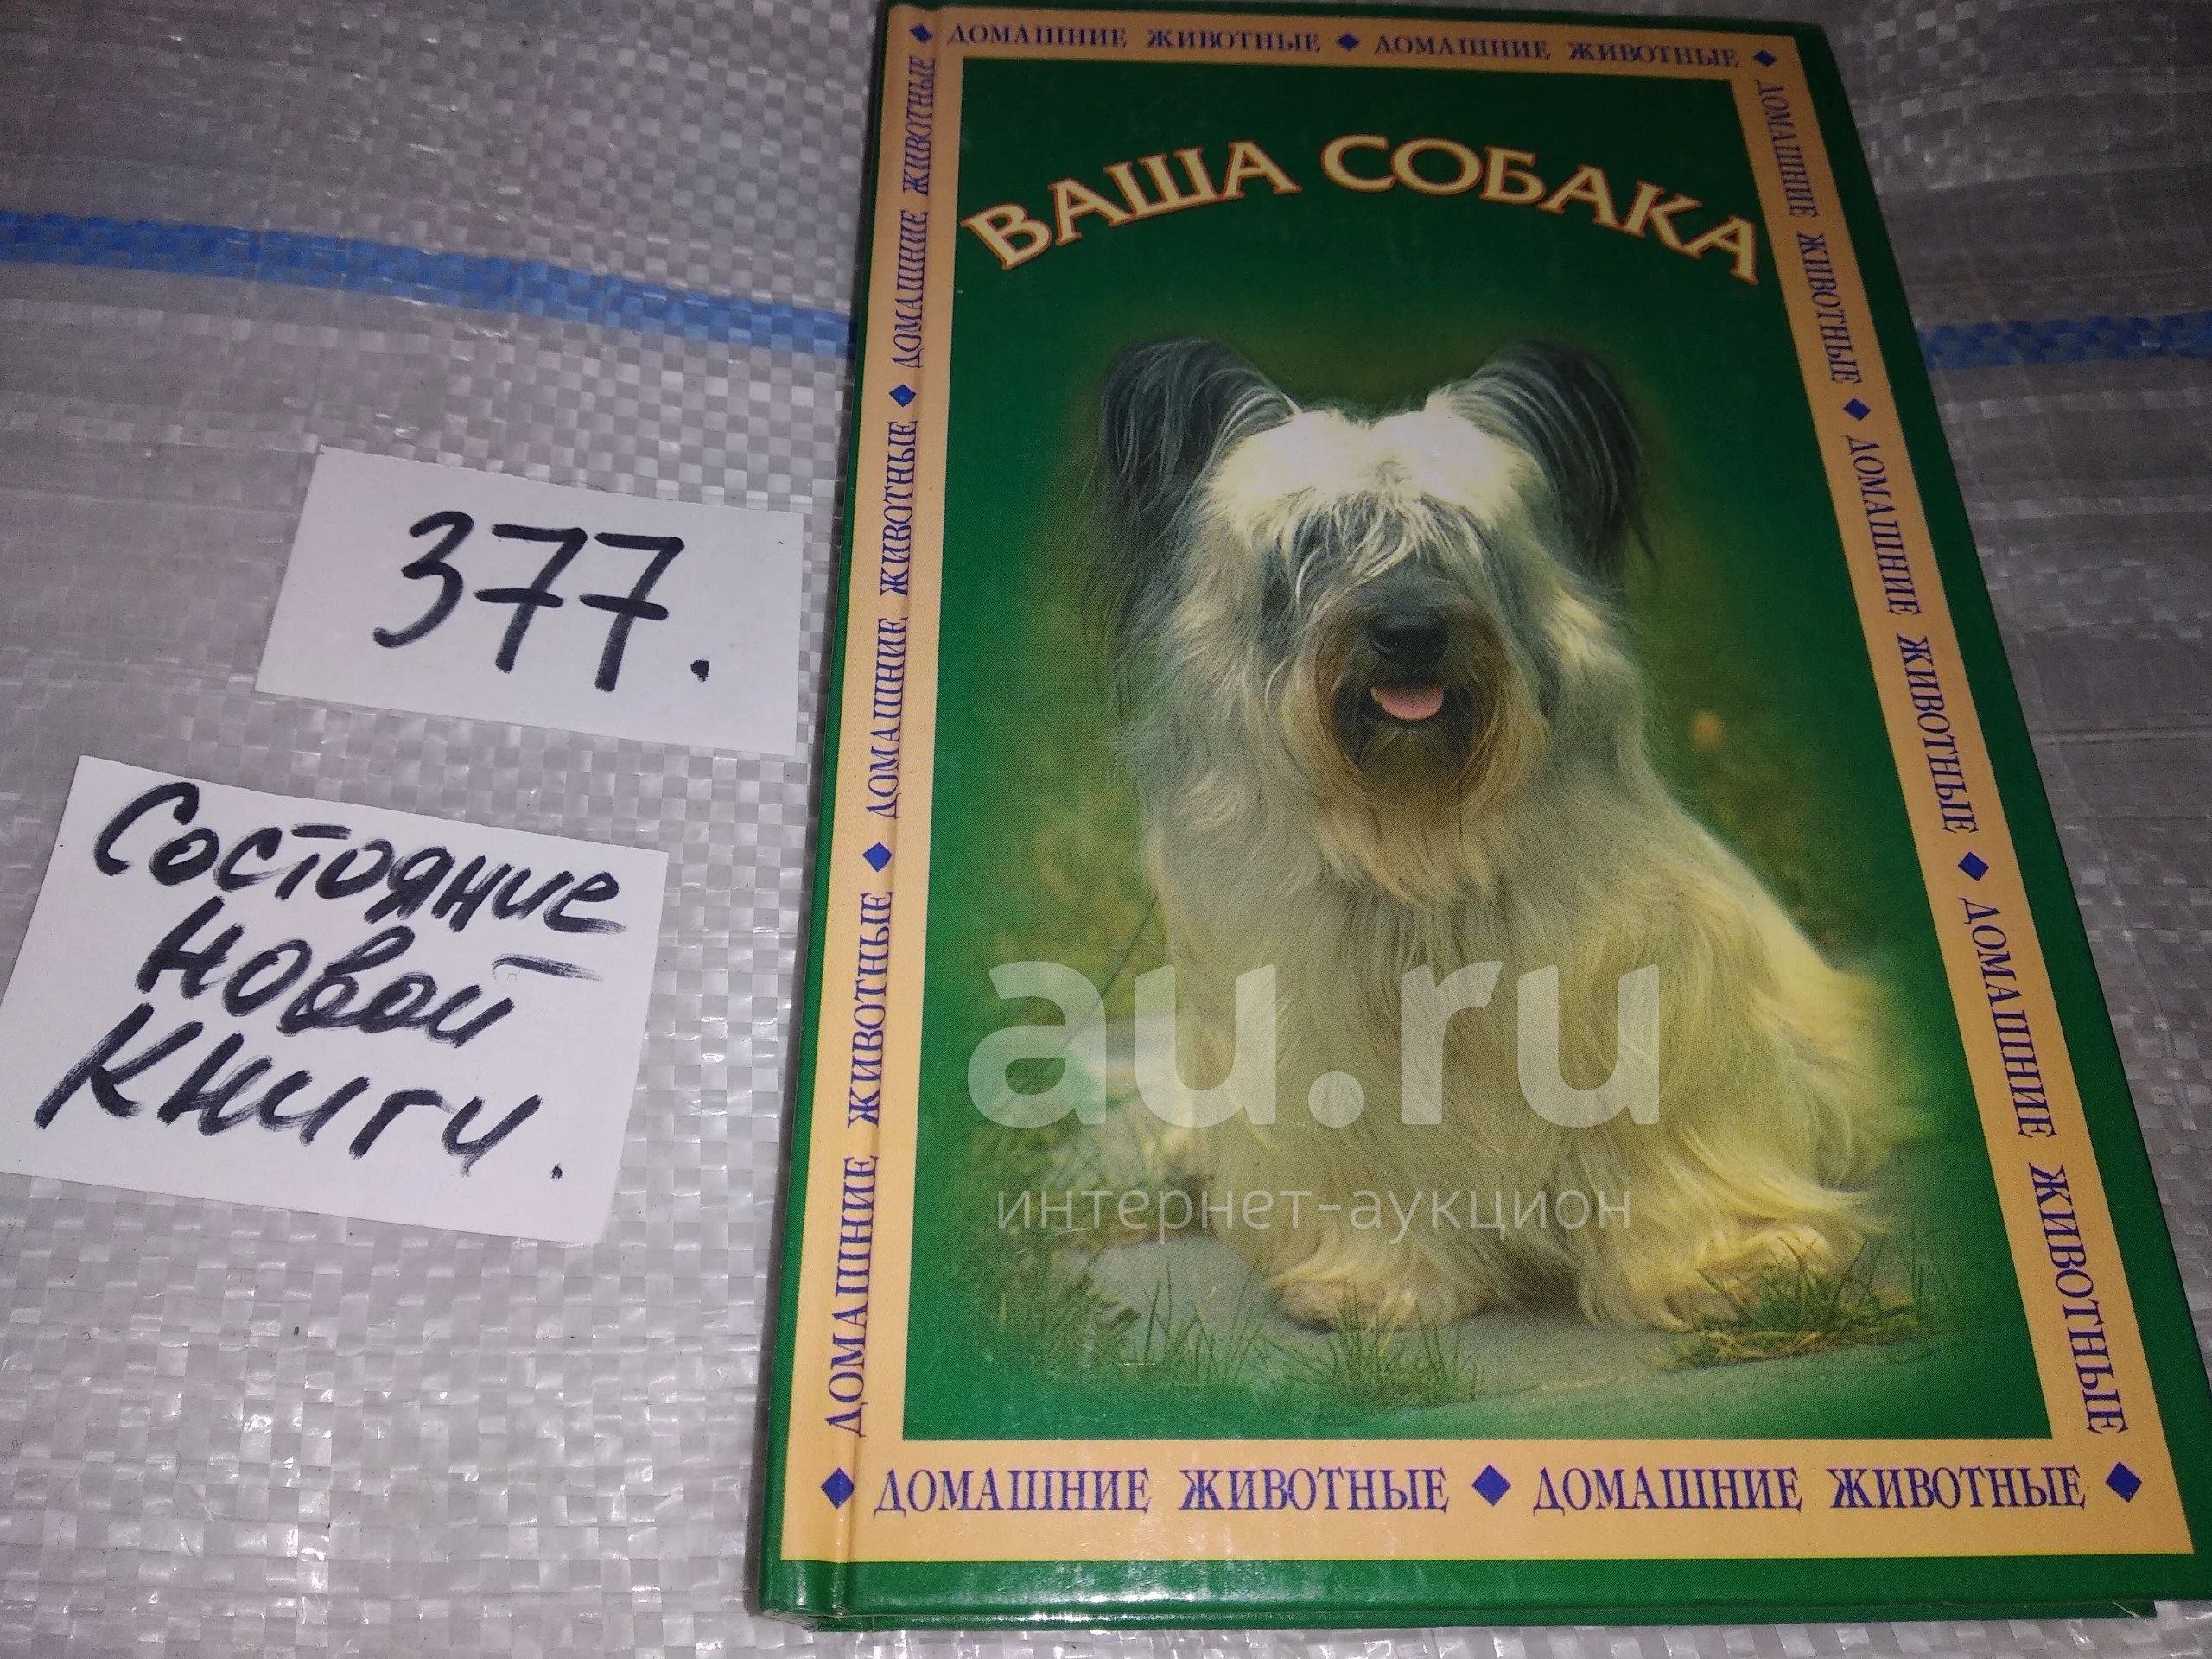 ДОМАШНИЕ ЖИВОТНЫЕ ◆ ДОМАШНИЕ ЖИВОТНЫЕ
ДОМАШНИЕ ЖИВОТНЫЕ ◆ ДОМАШНИЕ ЖИВОТНЫЕ ◆ ДОМАШНИЕ ЖИВОТНЫЕ
ВАША СОБАКА
ДОМАШНИЕ ЖИВОТНЫЕ ◆ ДОМАШНИЕ ЖИВОТНЫЕ ◆ ДОМАШНИЕ ЖИВОТНЫЕ
377.
Состояние
новой
книги.
au.ru
интернет-аукцион
ДОМАШНИЕ ЖИВОТНЫЕ ◆ ДОМАШНИЕ ЖИВОТНЫЕ